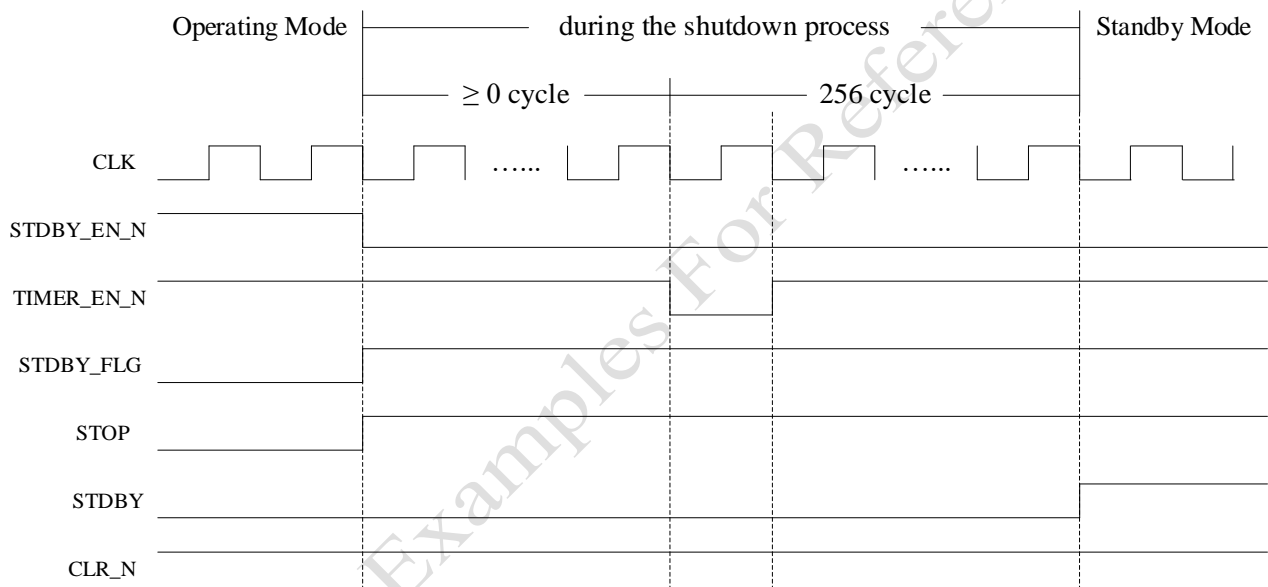 Operating Mode during the shutdown process Standby Mode
≥ 0 cycle 256 cycle
CLK …... …...
STDBY_EN_N
TIMER_EN_N
STDBY_FLG
STOP
STDBY
CLR_N
Examples For Referen